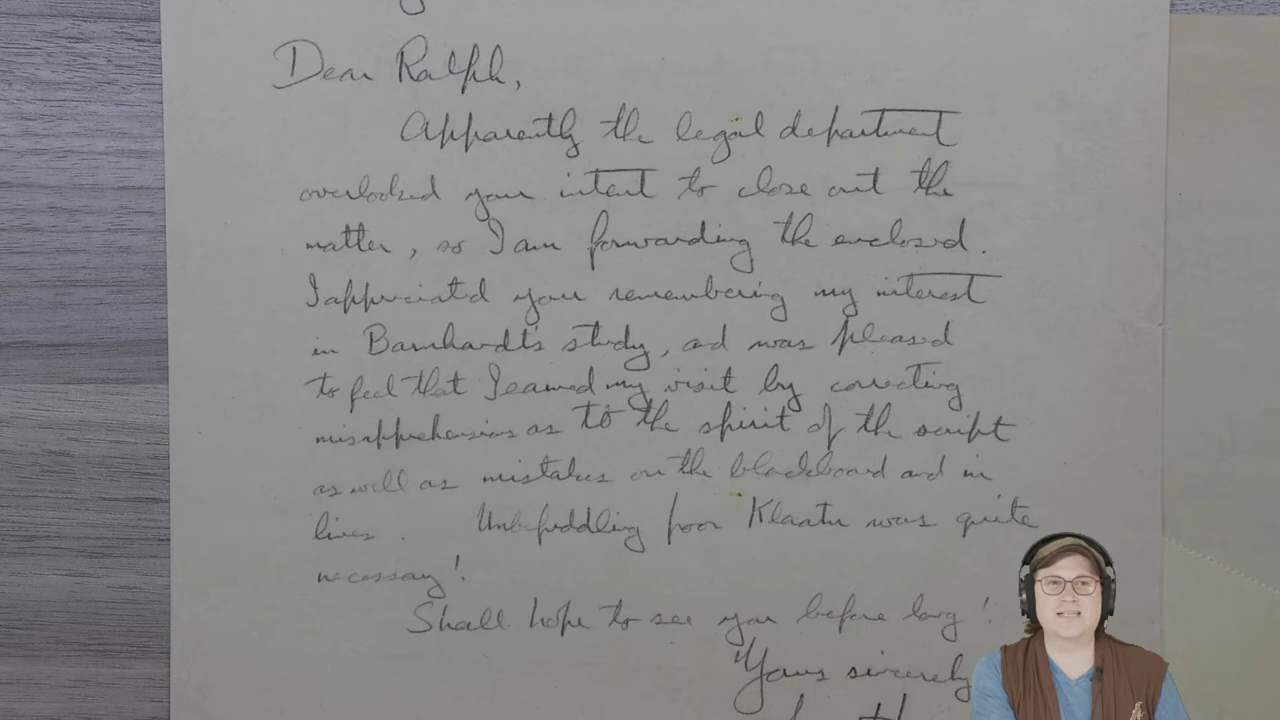 Dear Ralph,
Apparently the legal department
overlooked your intent to close out the
matter, so I am forwarding the enclosed.
I appreciated your remembering my interest
in Barnhardt's study, and was pleased
to feel that I earned my visit by correcting
misapprehensions as to the spirit of the script
as well as mistakes on the blackboard and in
lines. Unbefuddling poor Klaatu was quite
necessary!
Shall hope to see you before long!
Yours sincerely